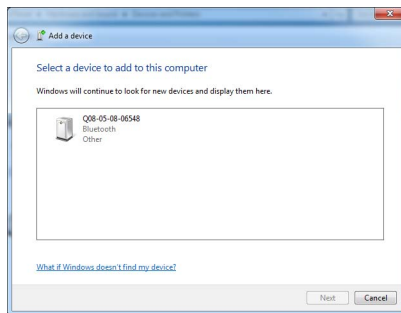 Add a device
Select a device to add to this computer
Windows will continue to look for new devices and display them here.
Q08-05-08-06548
Bluetooth
Other
What if Windows doesn't find my device?
Next
Cancel